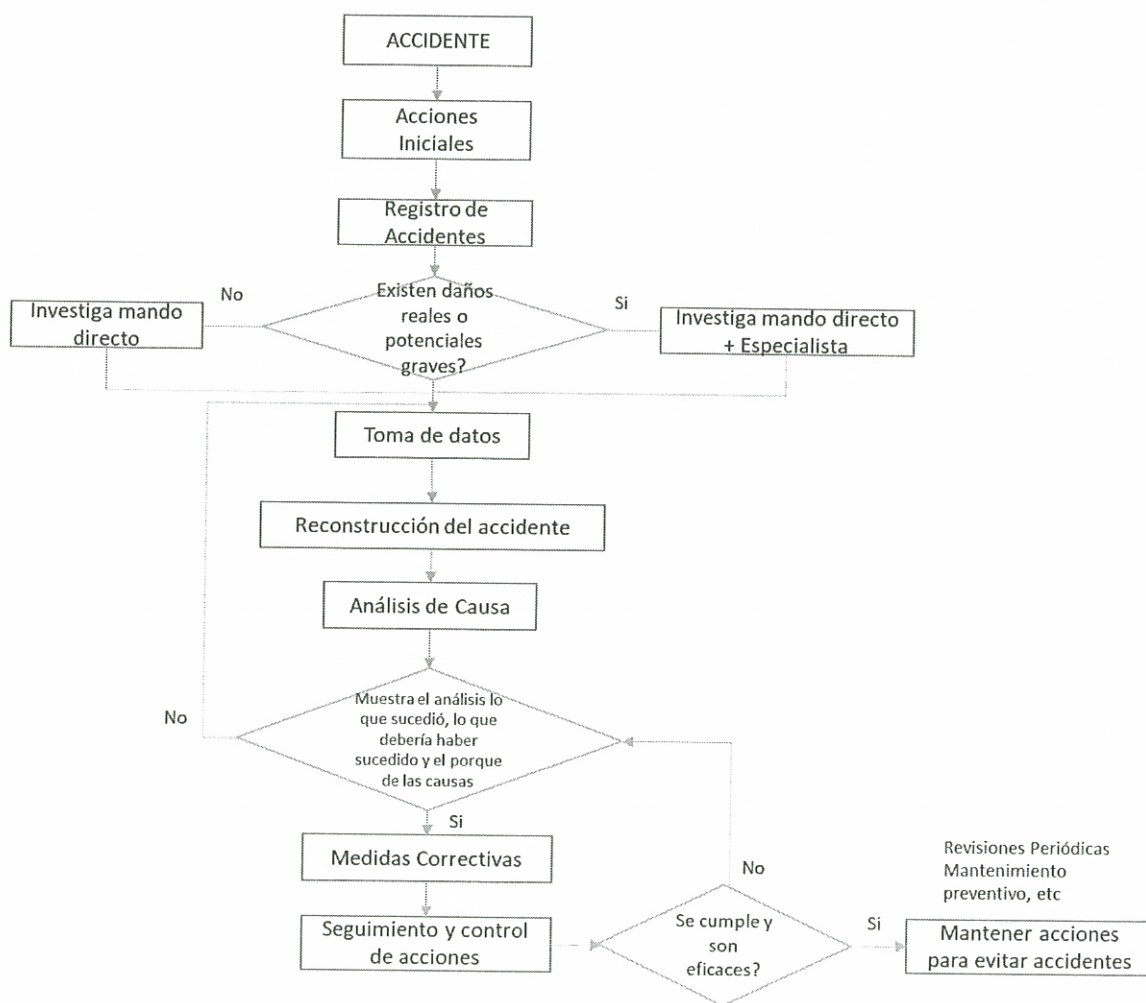 ACCIDENTE
Acciones
Iniciales
Registro de
Accidentes
No
Existen daños
reales o
potenciales
graves?
Si
Investiga mando
directo
Investiga mando directo
+ Especialista
Toma de datos
Reconstrucción del accidente
Análisis de Causa
No
Muestra el análisis lo
que sucedió, lo que
debería haber
sucedido y el porque
de las causas
Si
Medidas Correctivas
Seguimiento y control
de acciones
No
Se cumple y
son
eficaces?
Si
Revisiones Periódicas
Mantenimiento
preventivo, etc
Mantener acciones
para evitar accidentes